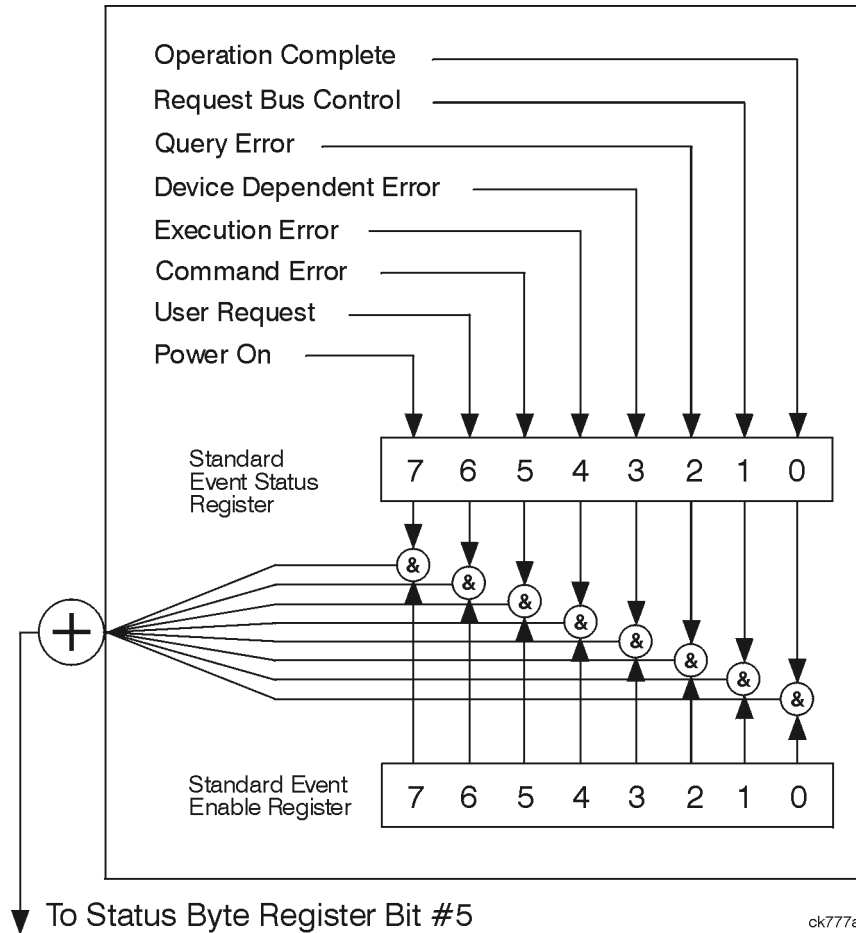 Operation Complete
Request Bus Control
Query Error
Device Dependent Error
Execution Error
Command Error
User Request
Power On
Standard
Event Status
Register
7 6 5 4 3 2 1 0
&
&
&
&
&
&
&
&
+
Standard Event
Enable Register
7 6 5 4 3 2 1 0
To Status Byte Register Bit #5
ck777a